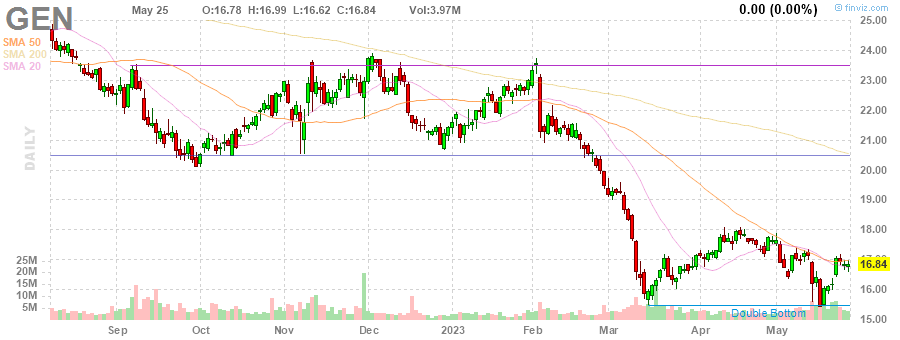 GEN May 25 O:16.78 H:16.99 L:16.62 C:16.84 Vol:3.97M 0.00 (0.00%) © finviz.com
25.00
SMA 50
24.00
SMA 200
SMA 20
23.00
22.00
DAILY
21.00
20.00
19.00
18.00
25M 17.00
16.84
20M
15M
16.00
10M
5M
Double Bottom
15.00
Sep Oct Nov Dec 2023 Feb Mar Apr May